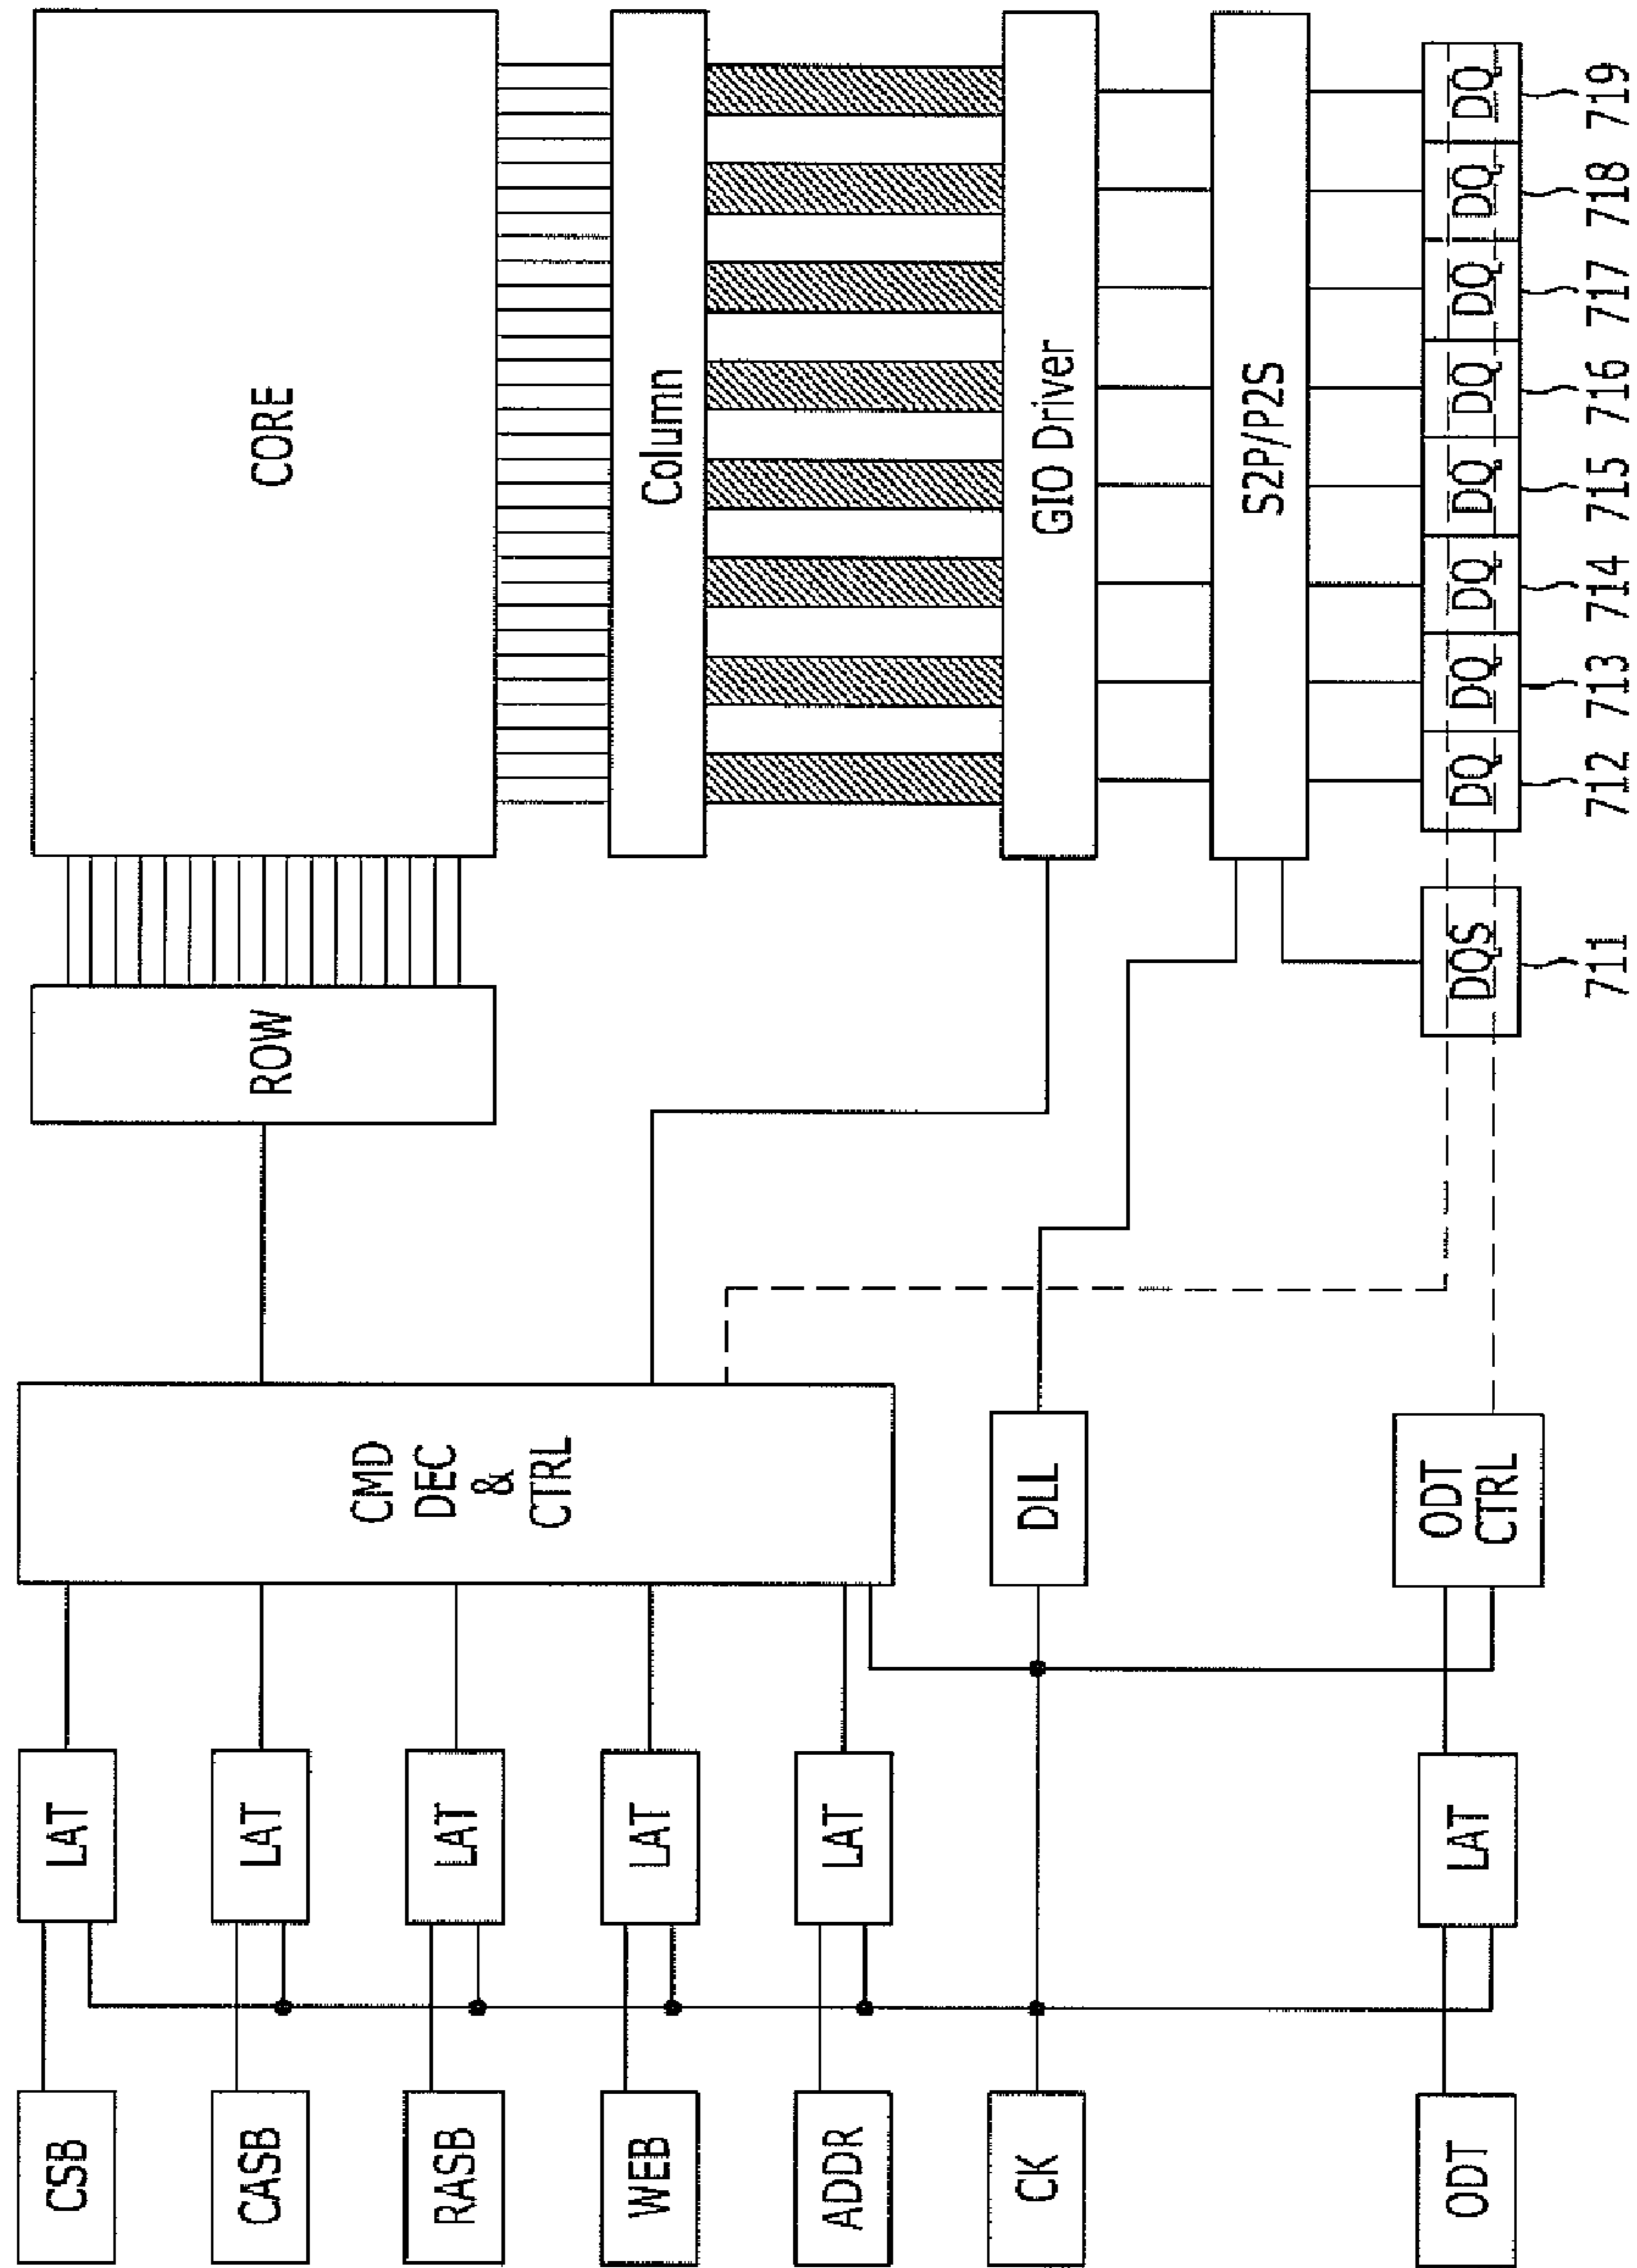 CSB
LAT
CASB
LAT
RASB
LAT
WEB
LAT
ADDR
LAT
CK
ODT
LAT
CMD
DEC
&
CTRL
DLL
ODT
CTRL
ROW
CORE
Column
GIO Driver
S2P/P2S
DQS
DQ
DQ
DQ
DQ
DQ
DQ
DQ
DQ
711
712
713
714
715
716
717
718
719